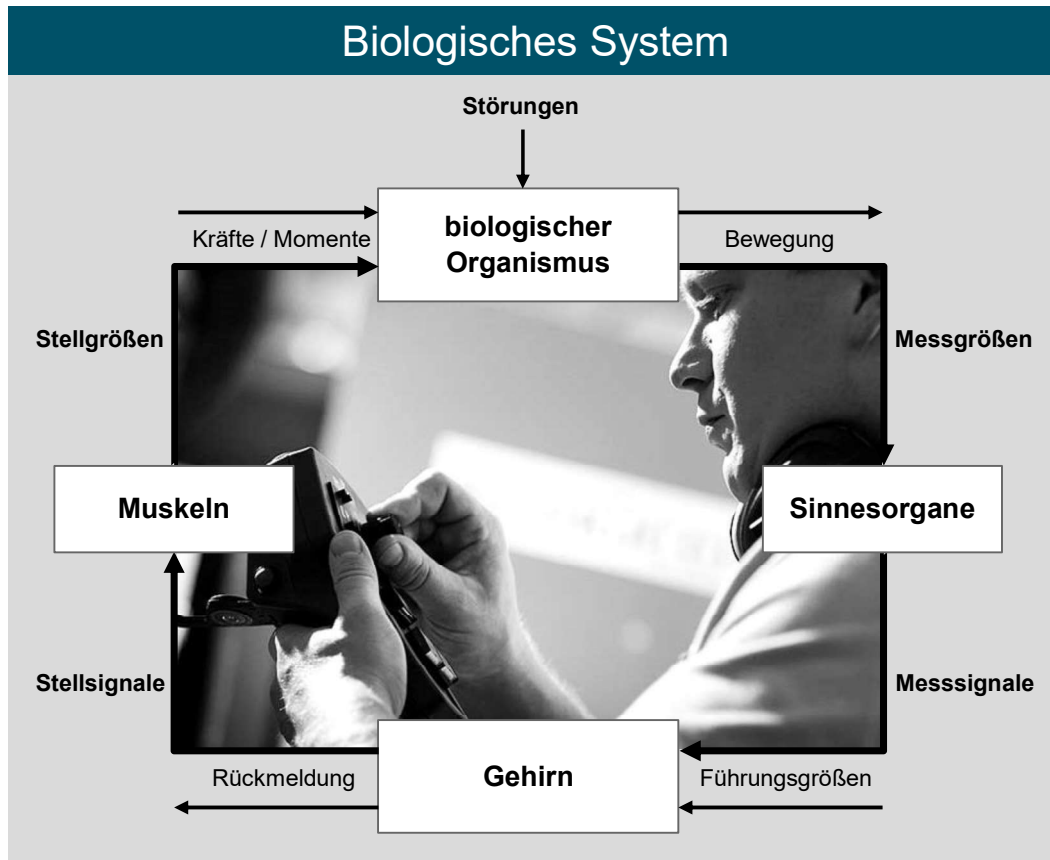 Biologisches System
Störungen
Kräfte / Momente
biologischer
Organismus
Bewegung
Stellgrößen
Messgrößen
Muskeln
Sinnesorgane
Stellsignale
Messsignale
Rückmeldung
Gehirn
Führungsgrößen